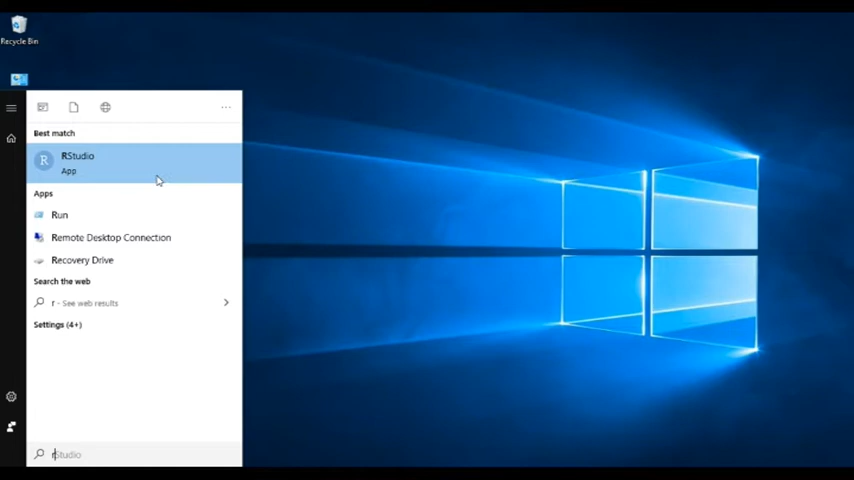 Recycle Bin
...
Best match
R
RStudio
App
Apps
Run
Remote Desktop Connection
Recovery Drive
Search the web
r - See web results
Settings (4+)
rStudio